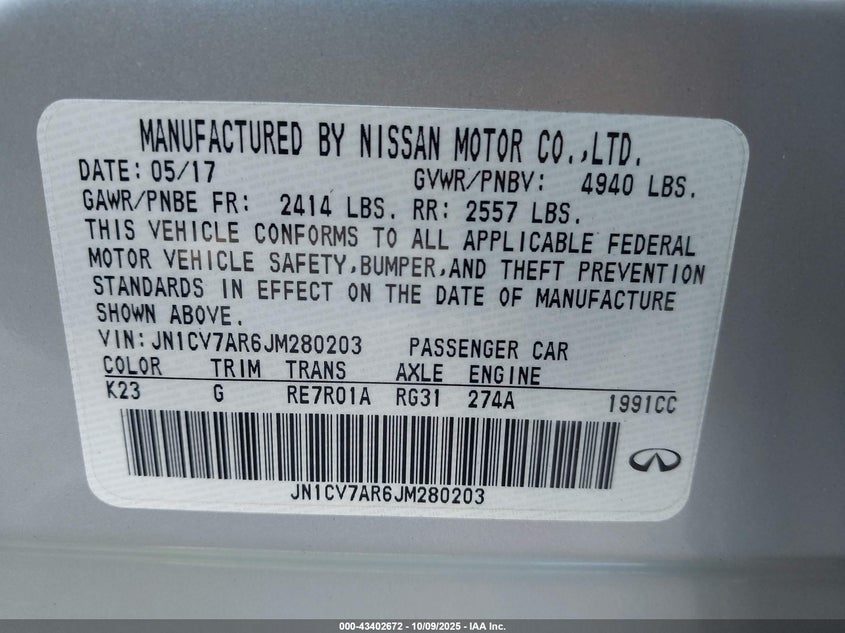 MANUFACTURED BY NISSAN MOTOR CO.,LTD.
DATE: 05/17 GVWR/PNBV: 4940 LBS.
GAWR/PNBE FR: 2414 LBS. RR: 2557 LBS.
THIS VEHICLE CONFORMS TO ALL APPLICABLE FEDERAL
MOTOR VEHICLE SAFETY,BUMPER,AND THEFT PREVENTION
STANDARDS IN EFFECT ON THE DATE OF MANUFACTURE
SHOWN ABOVE.
VIN: JN1CV7AR6JM280203 PASSENGER CAR
COLOR TRIM TRANS AXLE ENGINE
K23 G RE7R01A RG31 274A 1991CC
JN1CV7AR6JM280203
000-43402672 - 10/09/2025 - IAA Inc.